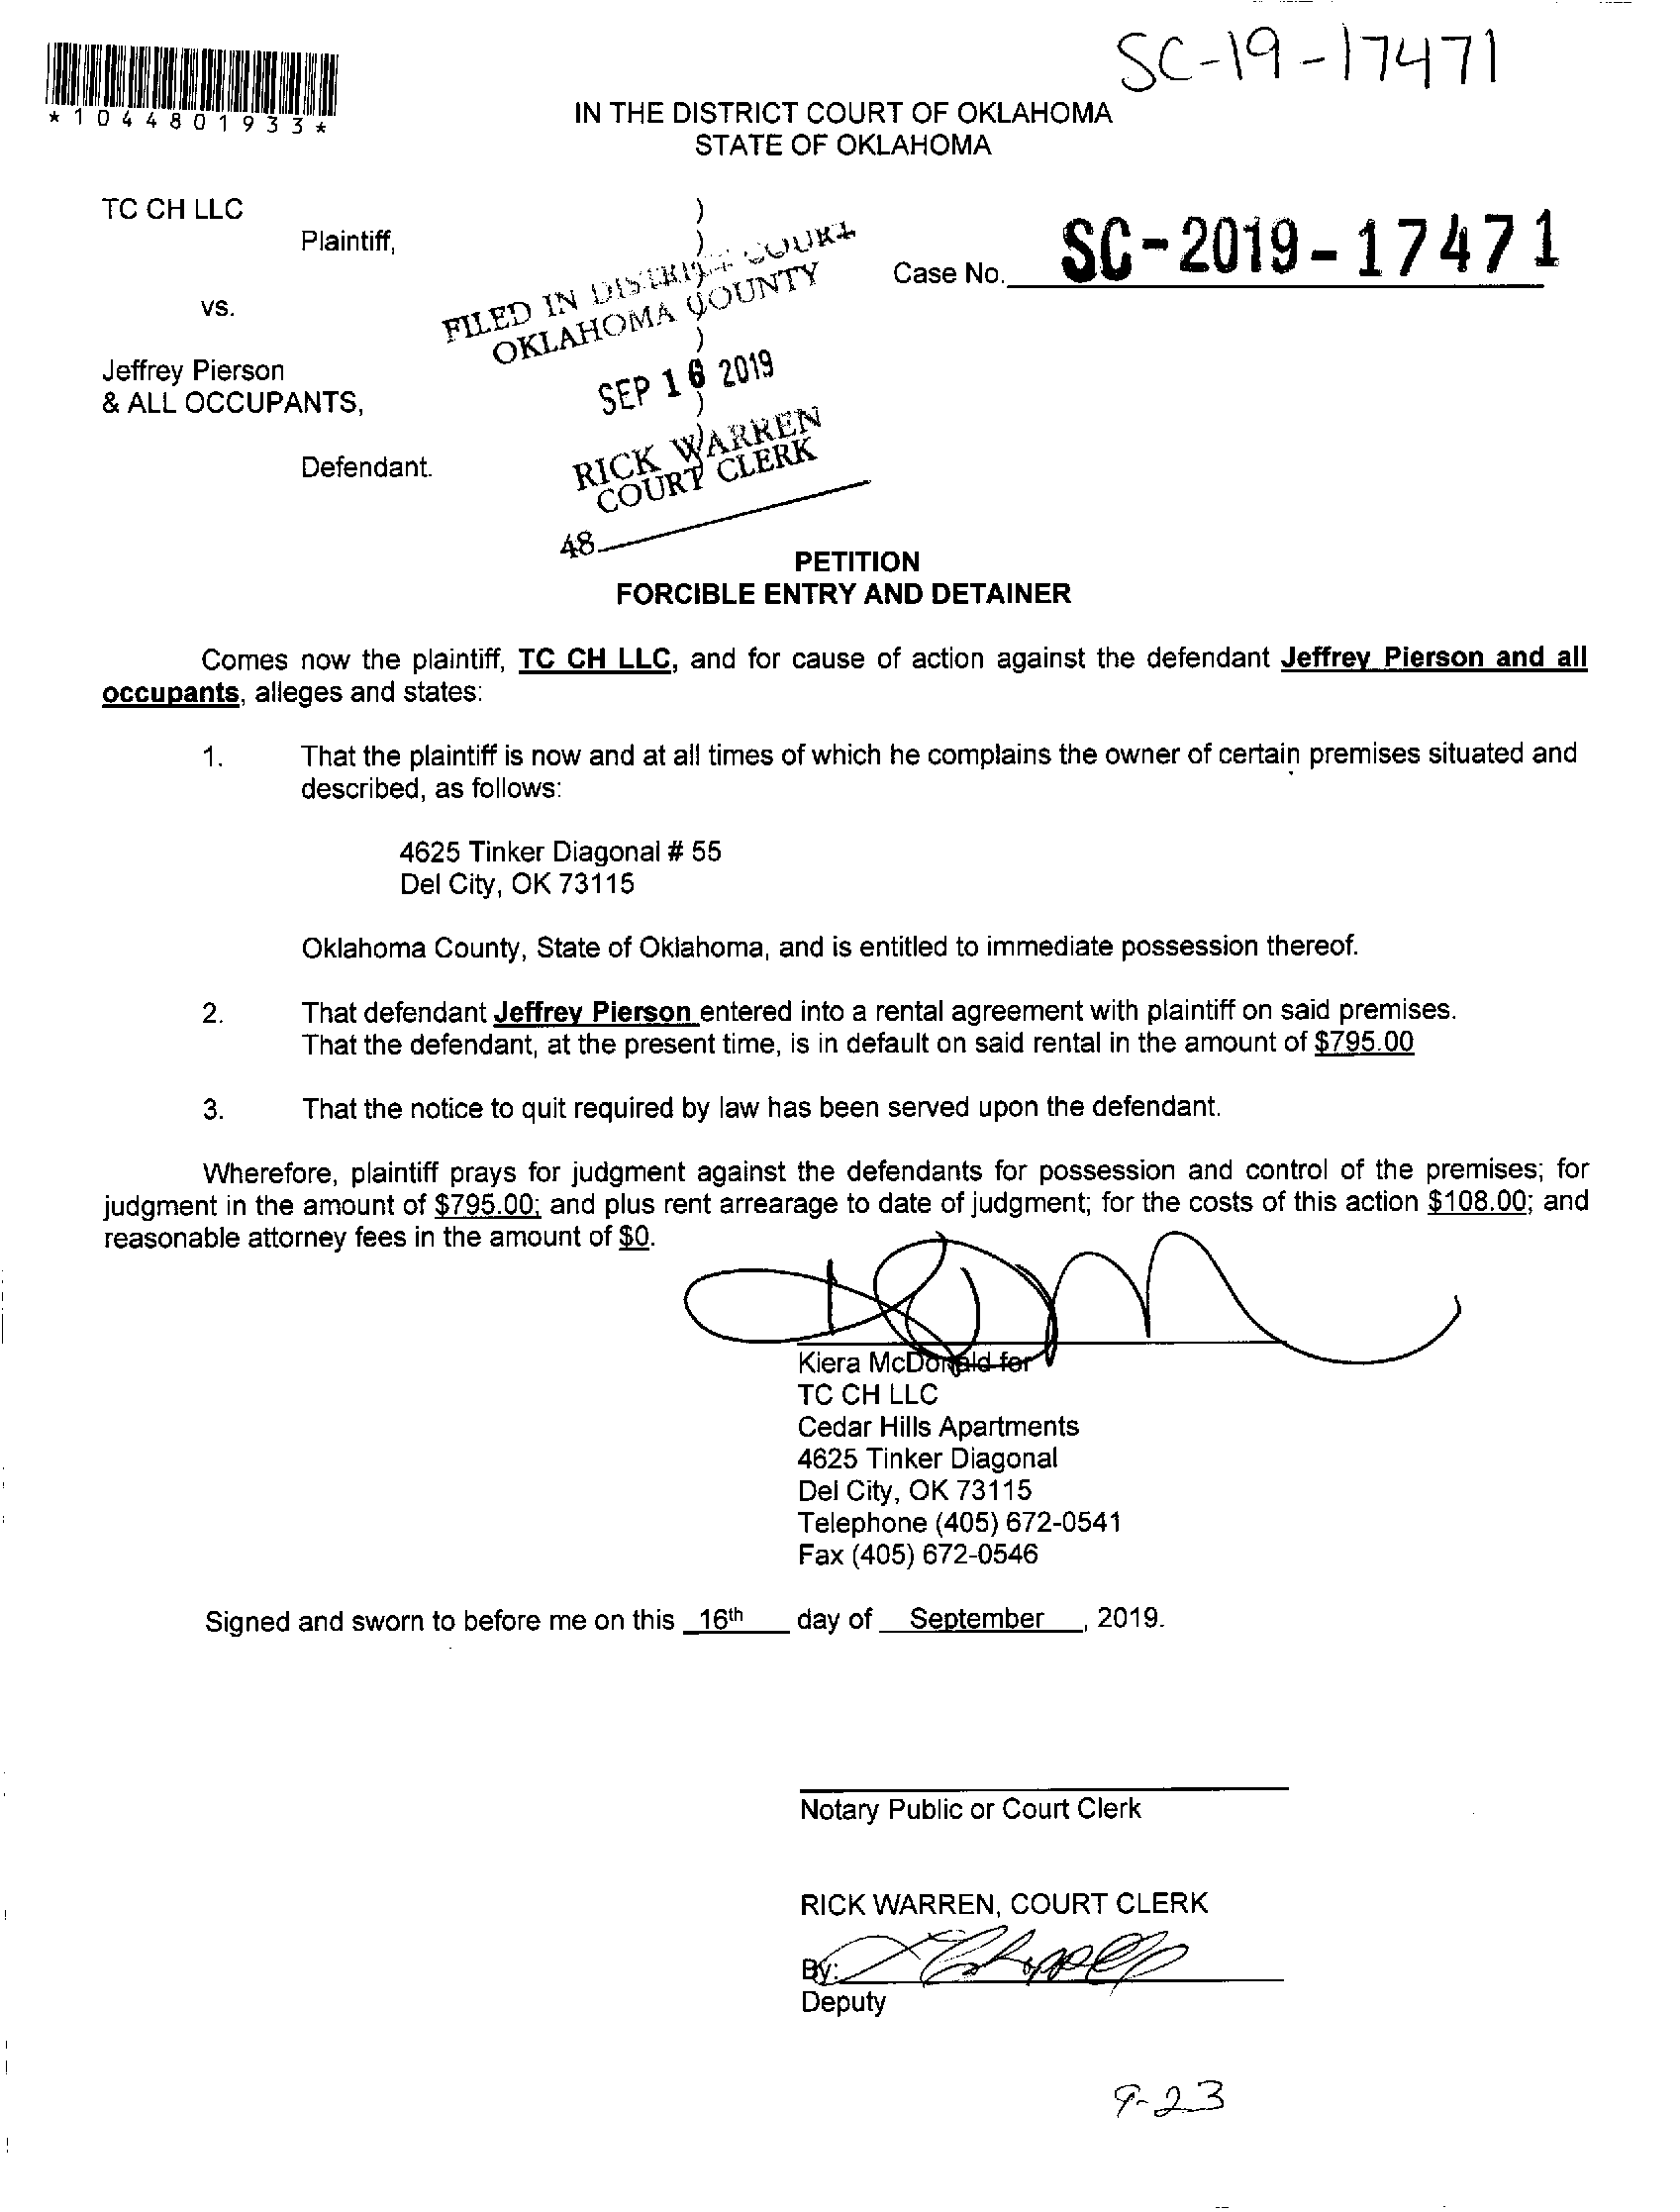 SC-19-17471
*1044801933*
IN THE DISTRICT COURT OF OKLAHOMA
STATE OF OKLAHOMA
TC CH LLC
Plaintiff,
vs.
Jeffrey Pierson
& ALL OCCUPANTS,
Defendant.
)
)
)
)
)
)
)
)
FILED IN DISTRICT COURT
OKLAHOMA COUNTY
SEP 16 2019
RICK WARREN
COURT CLERK
48
Case No. SC-2019-17471
PETITION
FORCIBLE ENTRY AND DETAINER
Comes now the plaintiff, TC CH LLC, and for cause of action against the defendant Jeffrey Pierson and all
occupants, alleges and states:
1. That the plaintiff is now and at all times of which he complains the owner of certain premises situated and
described, as follows:
4625 Tinker Diagonal # 55
Del City, OK 73115
Oklahoma County, State of Oklahoma, and is entitled to immediate possession thereof.
2. That defendant Jeffrey Pierson entered into a rental agreement with plaintiff on said premises.
That the defendant, at the present time, is in default on said rental in the amount of $795.00
3. That the notice to quit required by law has been served upon the defendant.
Wherefore, plaintiff prays for judgment against the defendants for possession and control of the premises; for
judgment in the amount of $795.00; and plus rent arrearage to date of judgment; for the costs of this action $108.00; and
reasonable attorney fees in the amount of $0.
Kiera McDonald for
TC CH LLC
Cedar Hills Apartments
4625 Tinker Diagonal
Del City, OK 73115
Telephone (405) 672-0541
Fax (405) 672-0546
Signed and sworn to before me on this 16th day of September, 2019.
Notary Public or Court Clerk
RICK WARREN, COURT CLERK
By:
Deputy
9-23